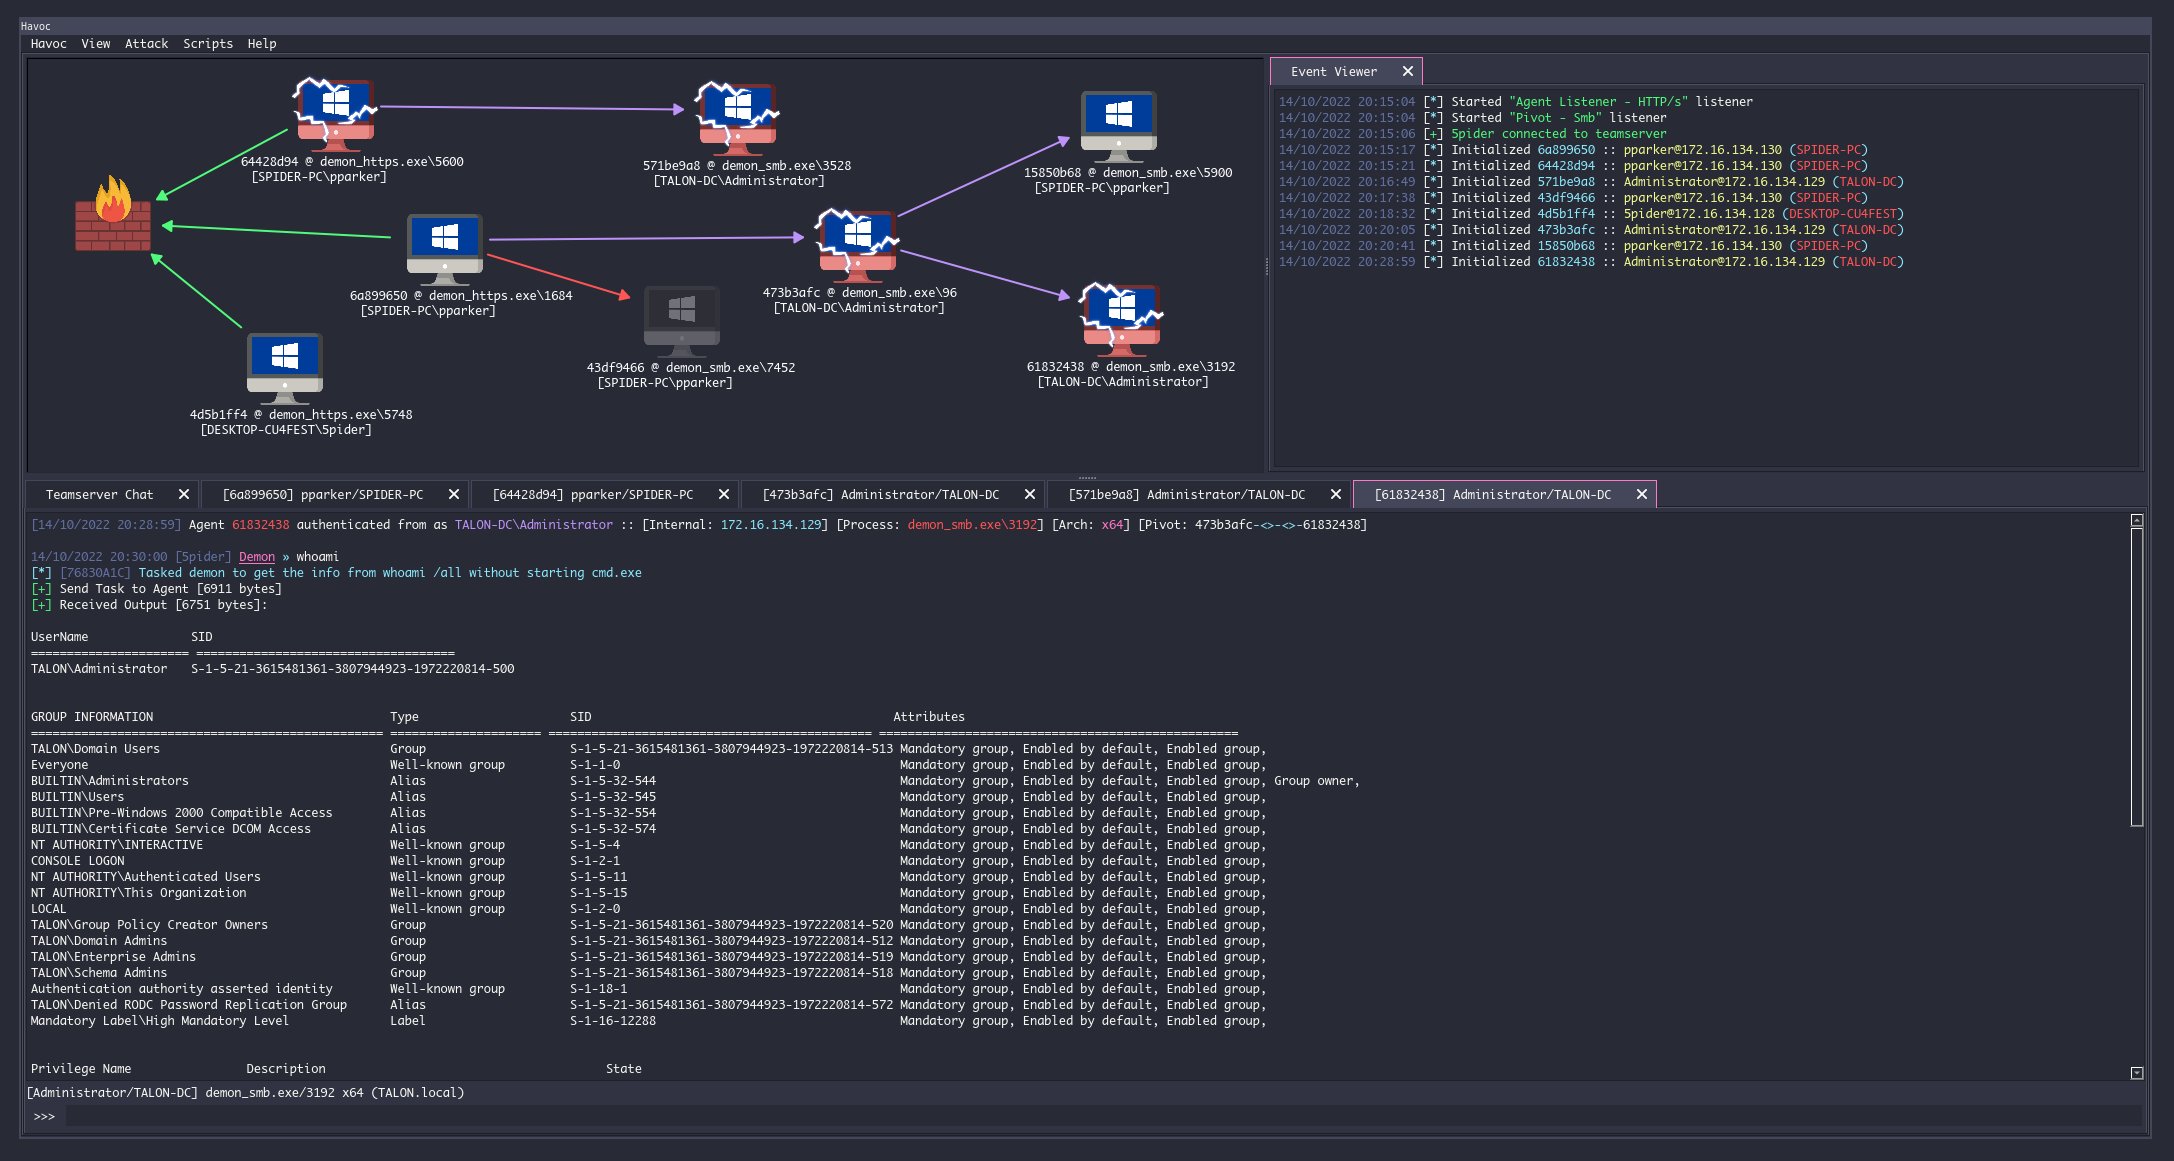 Havoc
Havoc View Attack Scripts Help
64428d94 @ demon_https.exe\5600
[SPIDER-PC\pparker]
571be9a8 @ demon_smb.exe\3528
[TALON-DC\Administrator]
15850b68 @ demon_smb.exe\5900
[SPIDER-PC\pparker]
6a899650 @ demon_https.exe\1684
[SPIDER-PC\pparker]
473b3afc @ demon_smb.exe\96
[TALON-DC\Administrator]
43df9466 @ demon_smb.exe\7452
[SPIDER-PC\pparker]
61832438 @ demon_smb.exe\3192
[TALON-DC\Administrator]
4d5b1ff4 @ demon_https.exe\5748
[DESKTOP-CU4FEST\5pider]
Event Viewer
14/10/2022 20:15:04 [*] Started "Agent Listener - HTTP/s" listener
14/10/2022 20:15:04 [*] Started "Pivot - Smb" listener
14/10/2022 20:15:06 [+] 5pider connected to teamserver
14/10/2022 20:15:17 [*] Initialized 6a899650 :: pparker@172.16.134.130 (SPIDER-PC)
14/10/2022 20:15:21 [*] Initialized 64428d94 :: pparker@172.16.134.130 (SPIDER-PC)
14/10/2022 20:16:49 [*] Initialized 571be9a8 :: Administrator@172.16.134.129 (TALON-DC)
14/10/2022 20:17:38 [*] Initialized 43df9466 :: pparker@172.16.134.130 (SPIDER-PC)
14/10/2022 20:18:32 [*] Initialized 4d5b1ff4 :: 5pider@172.16.134.128 (DESKTOP-CU4FEST)
14/10/2022 20:20:05 [*] Initialized 473b3afc :: Administrator@172.16.134.129 (TALON-DC)
14/10/2022 20:20:41 [*] Initialized 15850b68 :: pparker@172.16.134.130 (SPIDER-PC)
14/10/2022 20:28:59 [*] Initialized 61832438 :: Administrator@172.16.134.129 (TALON-DC)
Teamserver Chat [6a899650] pparker/SPIDER-PC [64428d94] pparker/SPIDER-PC [473b3afc] Administrator/TALON-DC [571be9a8] Administrator/TALON-DC [61832438] Administrator/TALON-DC
[14/10/2022 20:28:59] Agent 61832438 authenticated from as TALON-DC\Administrator :: [Internal: 172.16.134.129] [Process: demon_smb.exe\3192] [Arch: x64] [Pivot: 473b3afc-<>-<>-61832438]
14/10/2022 20:30:00 [5pider] Demon » whoami
[*] [76830A1C] Tasked demon to get the info from whoami /all without starting cmd.exe
[+] Send Task to Agent [6911 bytes]
[+] Received Output [6751 bytes]:
UserName SID
====================== ====================================
TALON\Administrator S-1-5-21-3615481361-3807944923-1972220814-500
GROUP INFORMATION Type SID Attributes
================================================= ===================== ============================================= ==================================================
TALON\Domain Users Group S-1-5-21-3615481361-3807944923-1972220814-513 Mandatory group, Enabled by default, Enabled group,
Everyone Well-known group S-1-1-0 Mandatory group, Enabled by default, Enabled group,
BUILTIN\Administrators Alias S-1-5-32-544 Mandatory group, Enabled by default, Enabled group, Group owner,
BUILTIN\Users Alias S-1-5-32-545 Mandatory group, Enabled by default, Enabled group,
BUILTIN\Pre-Windows 2000 Compatible Access Alias S-1-5-32-554 Mandatory group, Enabled by default, Enabled group,
BUILTIN\Certificate Service DCOM Access Alias S-1-5-32-574 Mandatory group, Enabled by default, Enabled group,
NT AUTHORITY\INTERACTIVE Well-known group S-1-5-4 Mandatory group, Enabled by default, Enabled group,
CONSOLE LOGON Well-known group S-1-2-1 Mandatory group, Enabled by default, Enabled group,
NT AUTHORITY\Authenticated Users Well-known group S-1-5-11 Mandatory group, Enabled by default, Enabled group,
NT AUTHORITY\This Organization Well-known group S-1-5-15 Mandatory group, Enabled by default, Enabled group,
LOCAL Well-known group S-1-2-0 Mandatory group, Enabled by default, Enabled group,
TALON\Group Policy Creator Owners Group S-1-5-21-3615481361-3807944923-1972220814-520 Mandatory group, Enabled by default, Enabled group,
TALON\Domain Admins Group S-1-5-21-3615481361-3807944923-1972220814-512 Mandatory group, Enabled by default, Enabled group,
TALON\Enterprise Admins Group S-1-5-21-3615481361-3807944923-1972220814-519 Mandatory group, Enabled by default, Enabled group,
TALON\Schema Admins Group S-1-5-21-3615481361-3807944923-1972220814-518 Mandatory group, Enabled by default, Enabled group,
Authentication authority asserted identity Well-known group S-1-18-1 Mandatory group, Enabled by default, Enabled group,
TALON\Denied RODC Password Replication Group Alias S-1-5-21-3615481361-3807944923-1972220814-572 Mandatory group, Enabled by default, Enabled group,
Mandatory Label\High Mandatory Level Label S-1-16-12288 Mandatory group, Enabled by default, Enabled group,
Privilege Name Description State
[Administrator/TALON-DC] demon_smb.exe/3192 x64 (TALON.local)
>>>